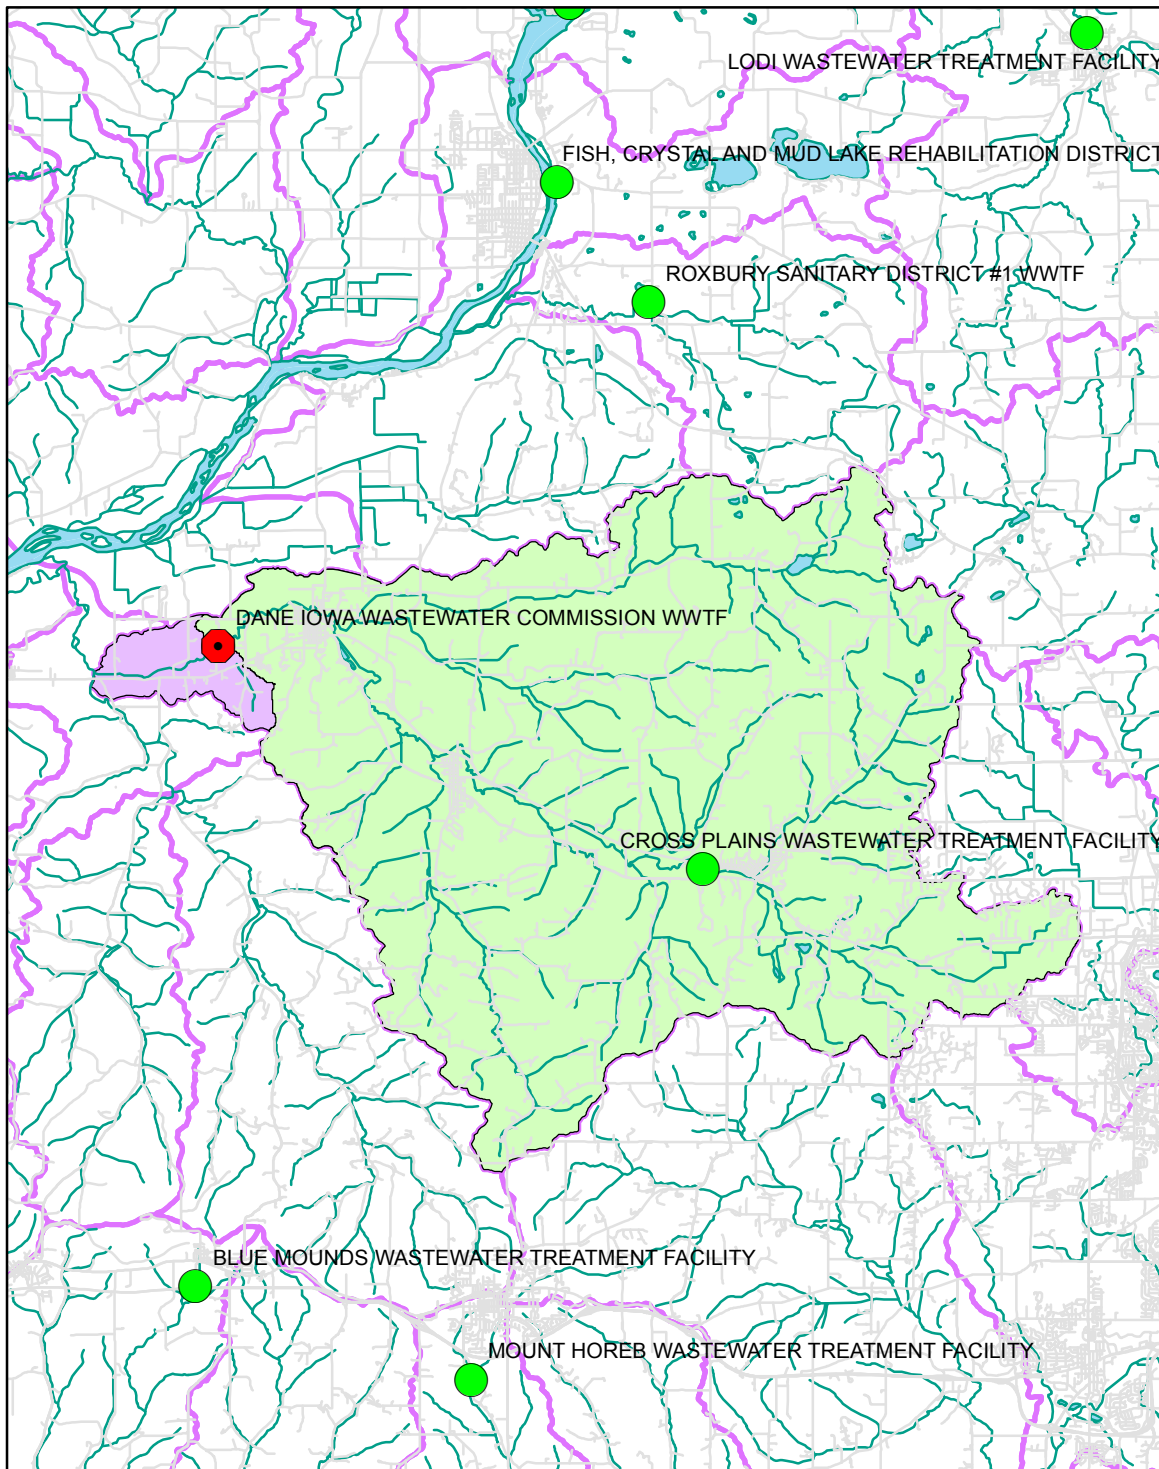 LODI WASTEWATER TREATMENT FACILITY
FISH, CRYSTAL AND MUD LAKE REHABILITATION DISTRICT
ROXBURY SANITARY DISTRICT #1 WWTF
DANE IOWA WASTEWATER COMMISSION WWTF
CROSS PLAINS WASTEWATER TREATMENT FACILITY
BLUE MOUNDS WASTEWATER TREATMENT FACILITY
MOUNT HOREB WASTEWATER TREATMENT FACILITY